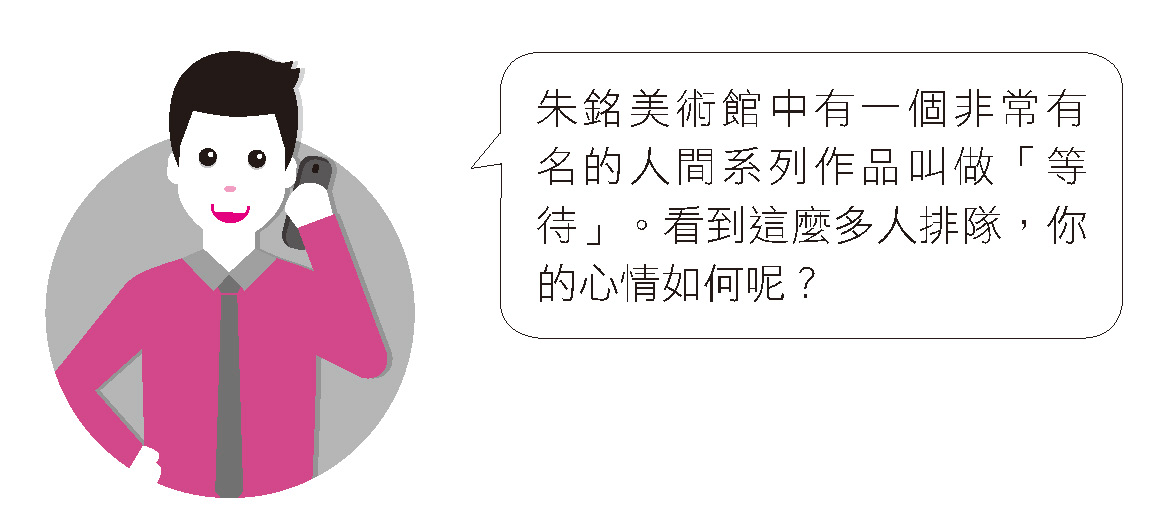 朱銘美術館中有一個非常有
名的人間系列作品叫做「等
待」。看到這麼多人排隊，你
的心情如何呢？